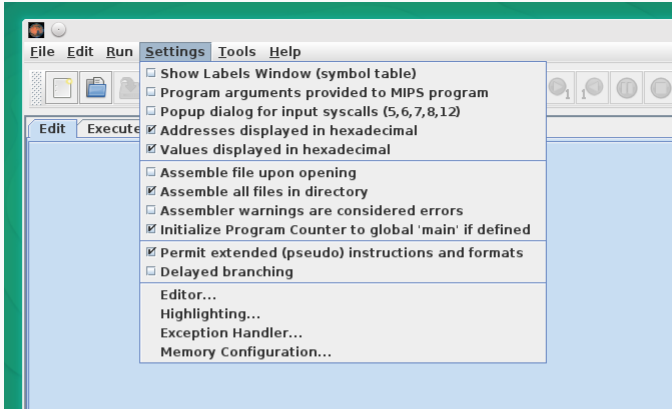 File Edit Run Settings Tools Help
Show Labels Window (symbol table)
Program arguments provided to MIPS program
Popup dialog for input syscalls (5,6,7,8,12)
Addresses displayed in hexadecimal
Values displayed in hexadecimal
Edit Execute
Assemble file upon opening
Assemble all files in directory
Assembler warnings are considered errors
Initialize Program Counter to global 'main' if defined
Permit extended (pseudo) instructions and formats
Delayed branching
Editor...
Highlighting...
Exception Handler...
Memory Configuration...